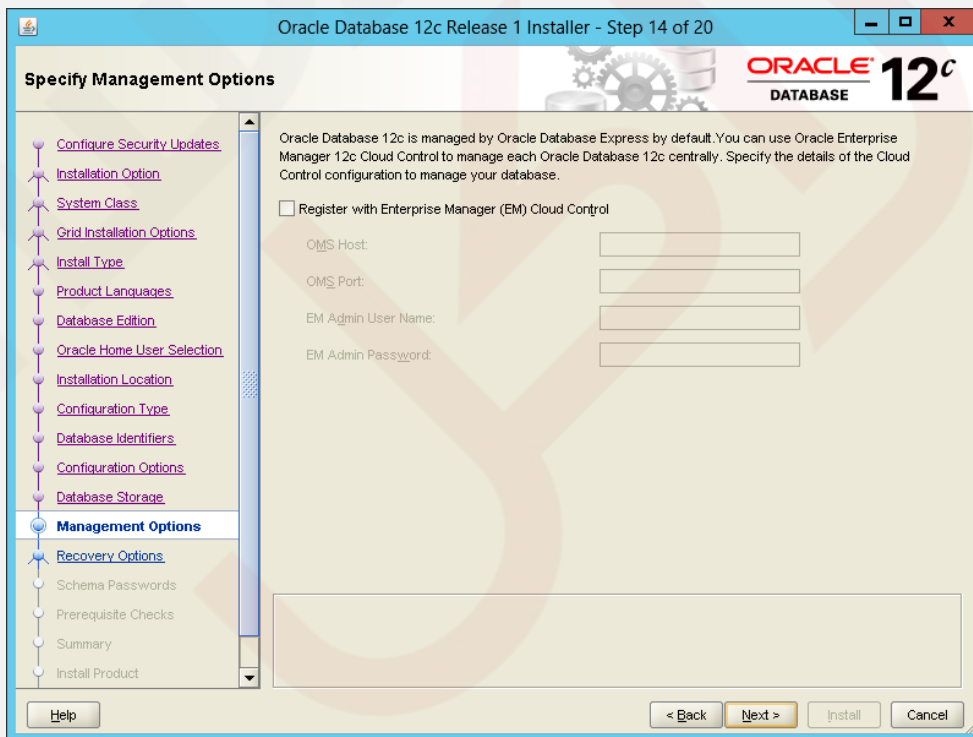 Oracle Database 12c Release 1 Installer - Step 14 of 20
Specify Management Options
ORACLE
DATABASE
12c
Configure Security Updates
Installation Option
System Class
Grid Installation Options
Install Type
Product Languages
Database Edition
Oracle Home User Selection
Installation Location
Configuration Type
Database Identifiers
Configuration Options
Database Storage
Management Options
Recovery Options
Schema Passwords
Prerequisite Checks
Summary
Install Product
Oracle Database 12c is managed by Oracle Database Express by default.You can use Oracle Enterprise
Manager 12c Cloud Control to manage each Oracle Database 12c centrally. Specify the details of the Cloud
Control configuration to manage your database.
Register with Enterprise Manager (EM) Cloud Control
OMS Host:
OMS Port:
EM Admin User Name:
EM Admin Password:
Help
< Back
Next >
Install
Cancel